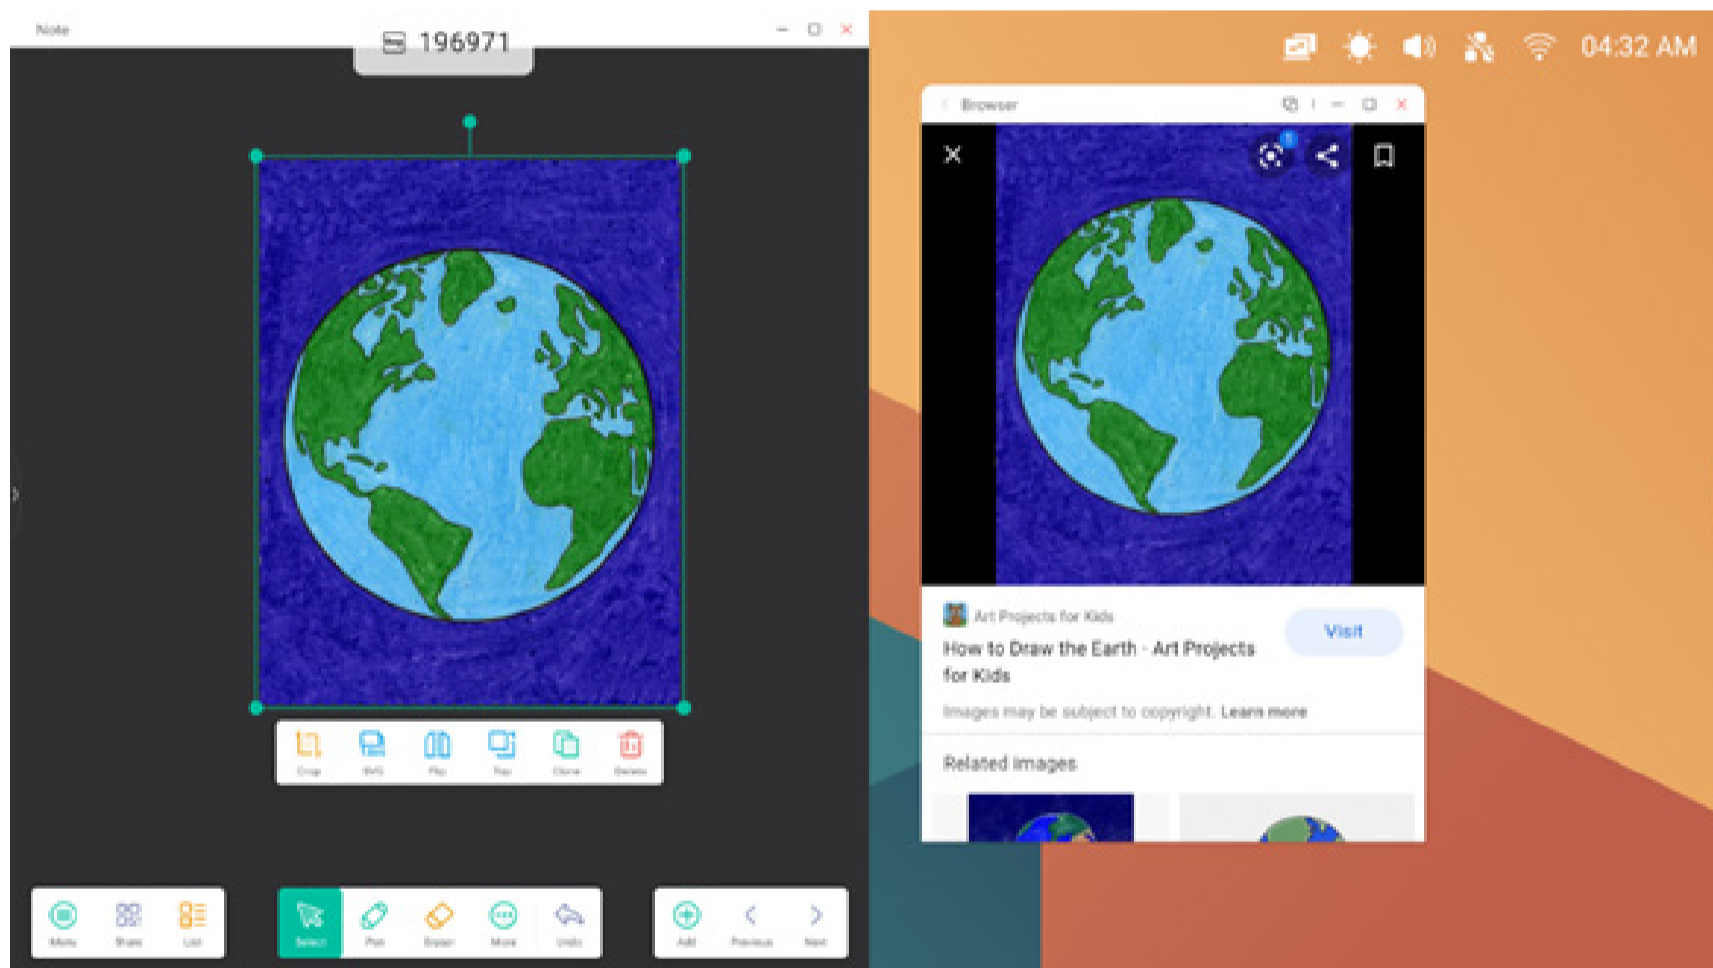 Note
196971
Crop
SVG
Flip
Top
Clone
Delete
Menu
Share
List
Select
Pen
Eraser
More
Undo
Add
Previous
Next
04:32 AM
Browser
Art Projects for Kids
Visit
How to Draw the Earth - Art Projects
for Kids
Images may be subject to copyright. Learn more
Related images